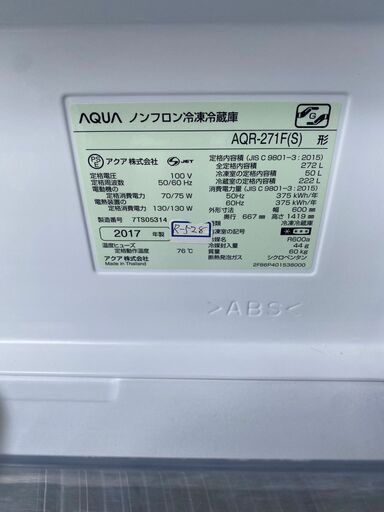 AQUA ノンフロン冷凍冷蔵庫
G
AQR-271F(S) 形
PS E アクア 株式会社 JET
定格電圧 100 V
定格周波数 50/60 Hz
電動機の
定格消費電力 70/75 W
電熱装置の
定格消費電力 130/130 W
製造番号 7TS05314
2017 年製
R-528
温度ヒューズ
定格動作温度 76℃
アクア 株式会社
Made in Thailand
定格内容積 (JIS C 9801-3 : 2015)
全定格内容積 272 L
冷凍室の定格内容積 50 L
冷蔵室の定格内容積 222 L
消費電力量 (JIS C 9801-3 : 2015)
50Hz 375 kWh/年
60Hz 375 kWh/年
外形寸法 幅 600 mm
奥行 667 mm 高さ 1419 mm
種類 冷凍冷蔵庫
冷媒名 R600a
冷媒封入量 44 g
質量 60 kg
断熱発泡ガス シクロペンタン
2FB6P401536000
>ABS<